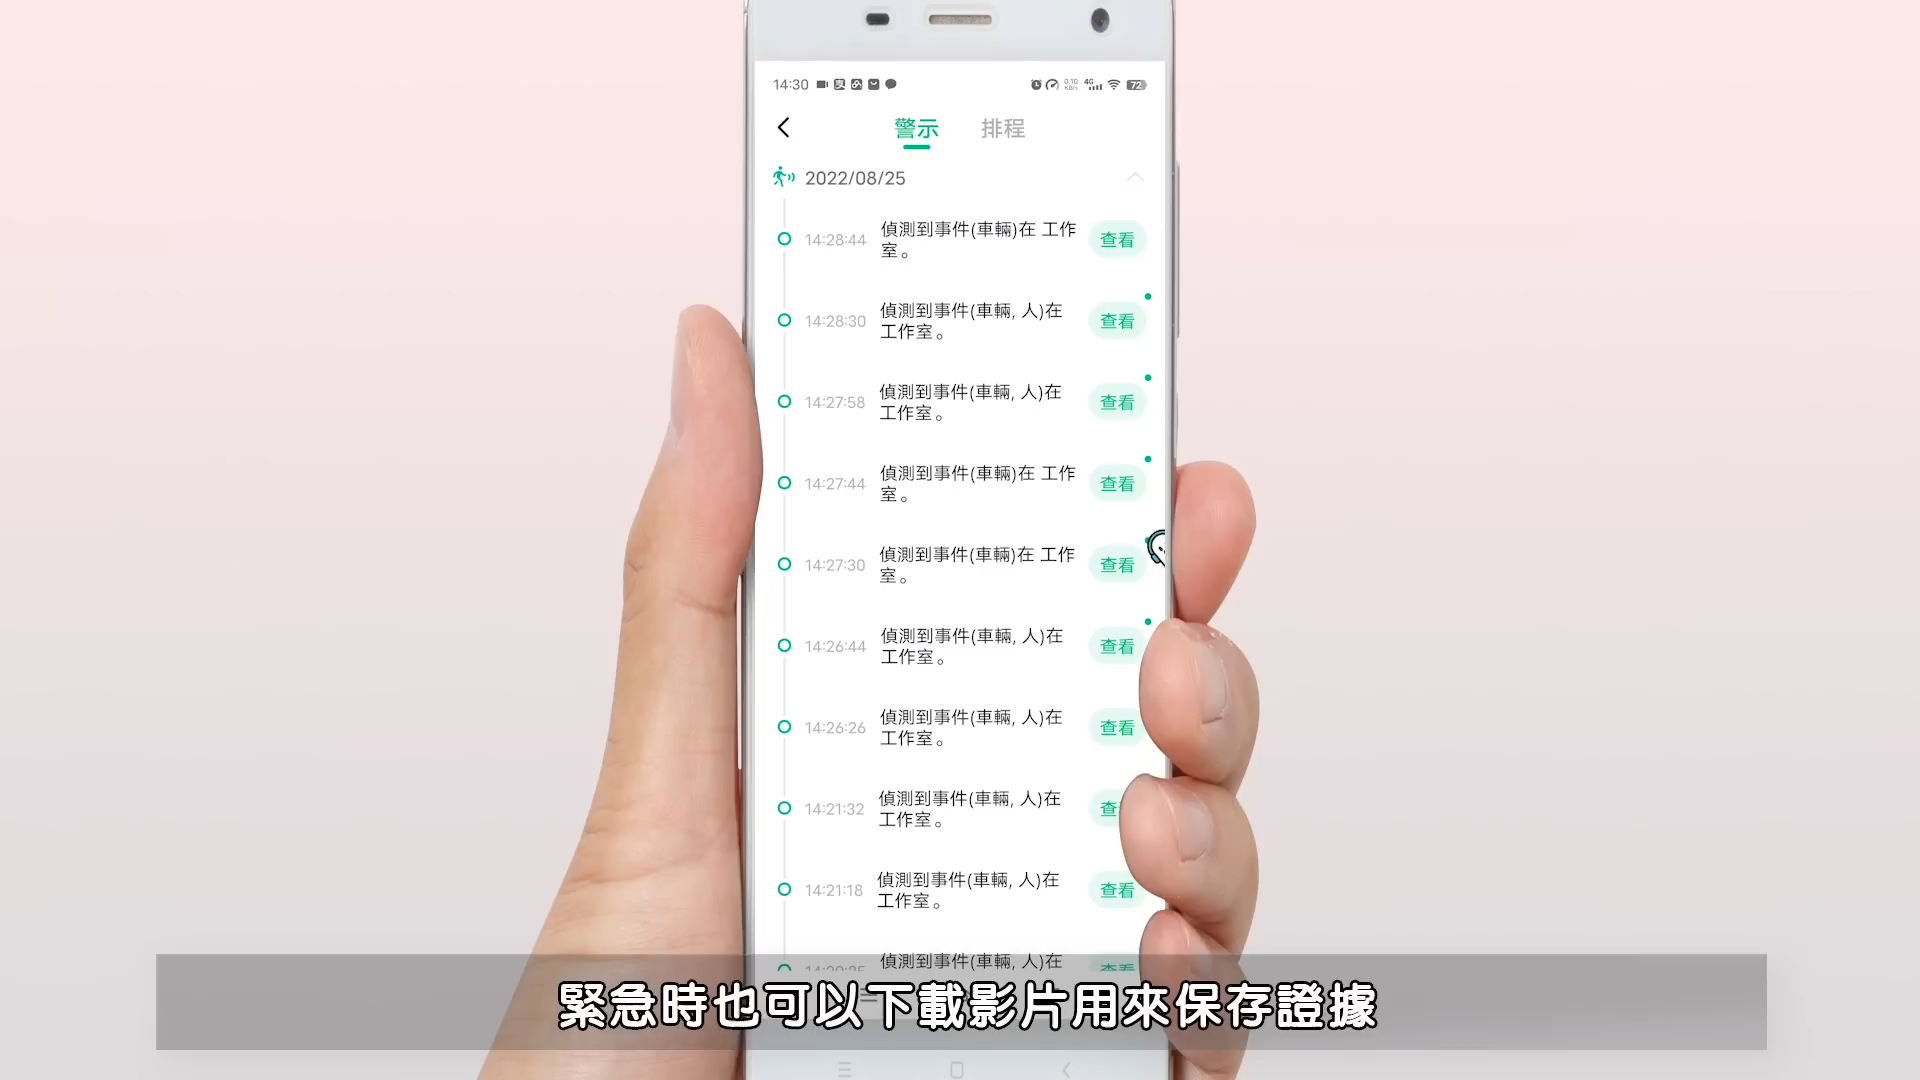 14:30
0.10
KB/s
4G
72
警示 排程
2022/08/25
14:28:44
偵測到事件(車輛)在 工作
室。
查看
14:28:30
偵測到事件(車輛, 人)在
工作室。
查看
14:27:58
偵測到事件(車輛, 人)在
工作室。
查看
14:27:44
偵測到事件(車輛)在 工作
室。
查看
14:27:30
偵測到事件(車輛)在 工作
室。
查看
14:26:44
偵測到事件(車輛, 人)在
工作室。
查看
14:26:26
偵測到事件(車輛, 人)在
工作室。
查看
14:21:32
偵測到事件(車輛, 人)在
工作室。
查
14:21:18
偵測到事件(車輛, 人)在
工作室。
查看
偵測到事件(車輛, 人)在
緊急時也可以下載影片用來保存證據